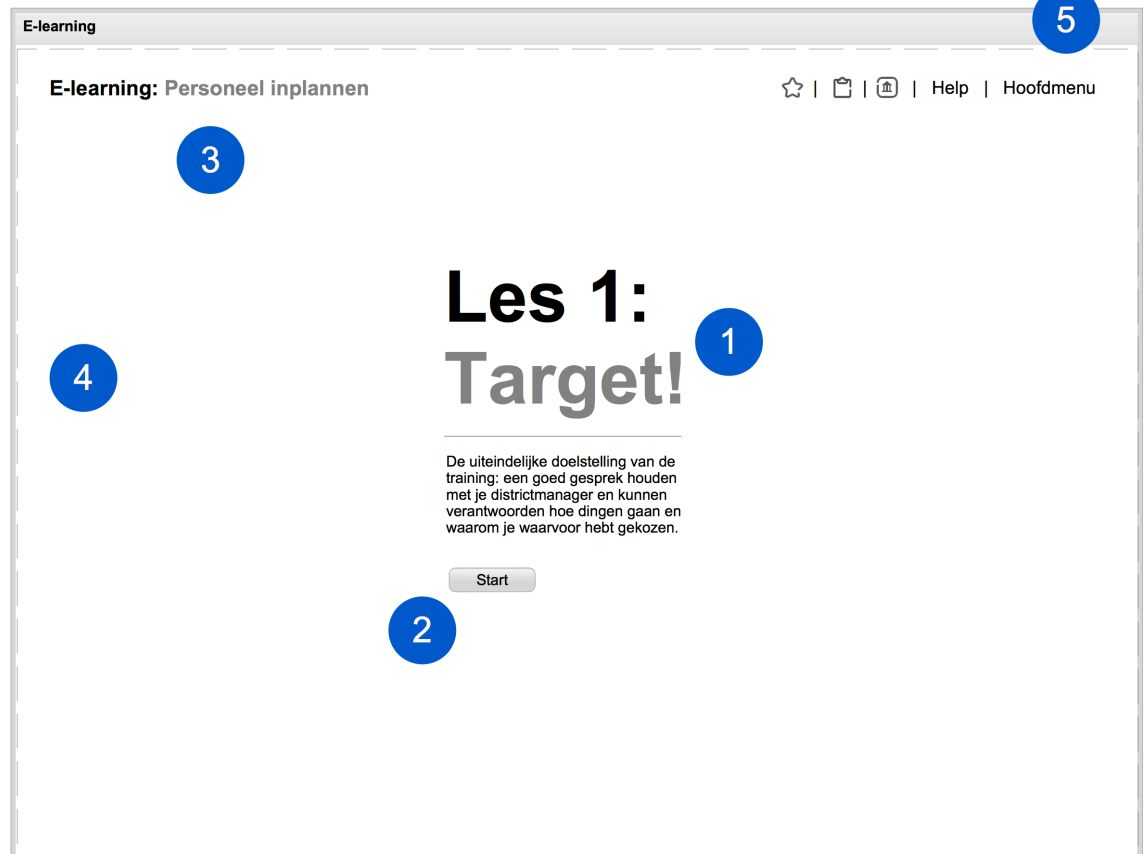 5
E-learning
E-learning: Personeel inplannen
| | | Help | Hoofdmenu
3
Les 1:
1
Target!
4
De uiteindelijke doelstelling van de
training: een goed gesprek houden
met je districtmanager en kunnen
verantwoorden hoe dingen gaan en
waarom je waarvoor hebt gekozen.
Start
2